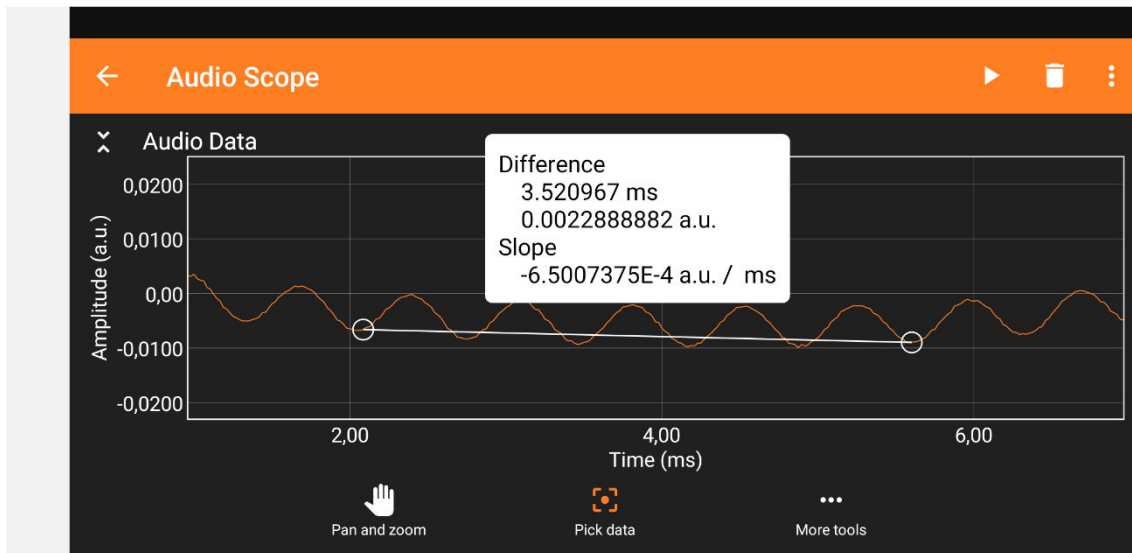 Audio Scope
Audio Data
Difference
3.520967 ms
0.0022888882 a.u.
Slope
-6.5007375E-4 a.u. / ms
0,0200
0,0100
0,00
-0,0100
-0,0200
Amplitude (a.u.)
2,00
4,00
6,00
Time (ms)
Pan and zoom
Pick data
More tools